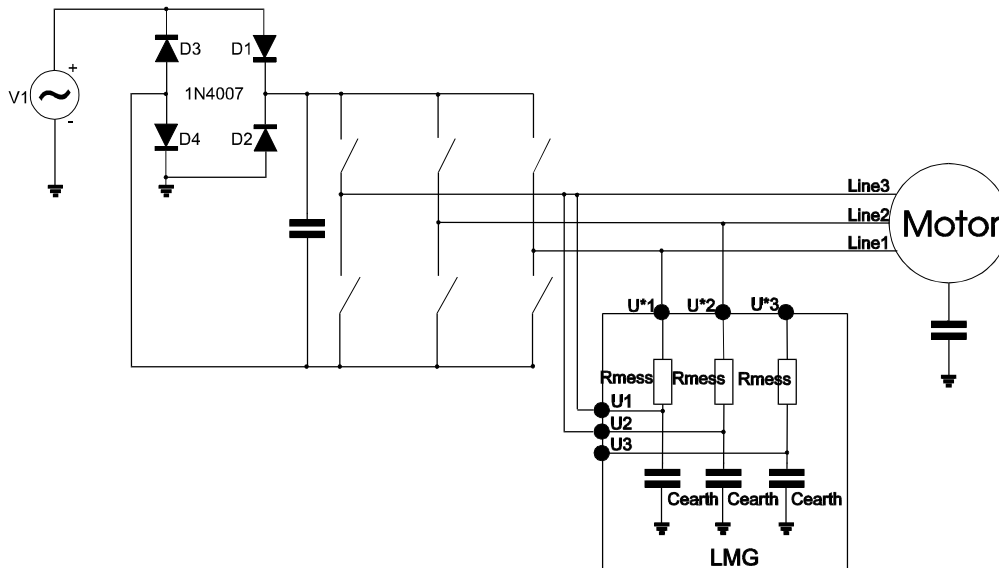 D3
D1
+
V1
1N4007
-
D4
D2
Line3
Line2
Line1
Motor
U*1
U*2
U*3
Rmess
Rmess
Rmess
U1
U2
U3
Cearth
Cearth
Cearth
LMG